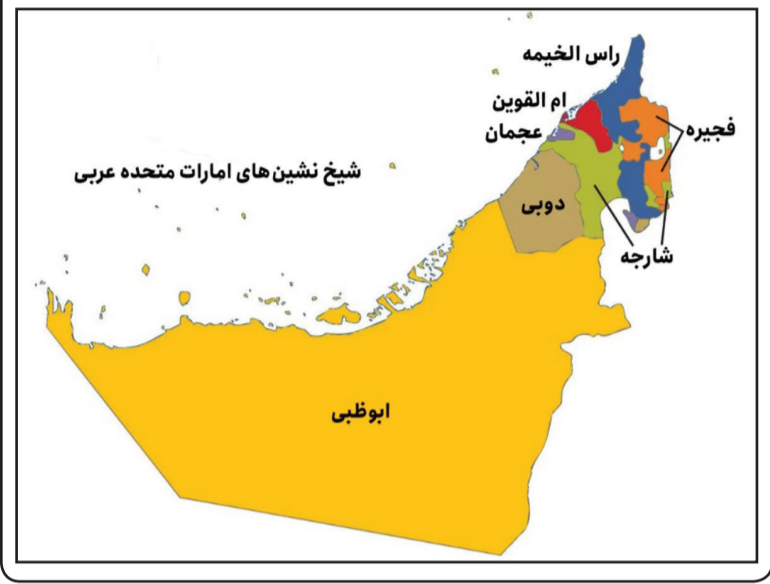 راس الخیمه
ام القوین
عجمان
فجیره
شیخ نشین های امارات متحده عربی
دوبی
شارجه
ابوظبی